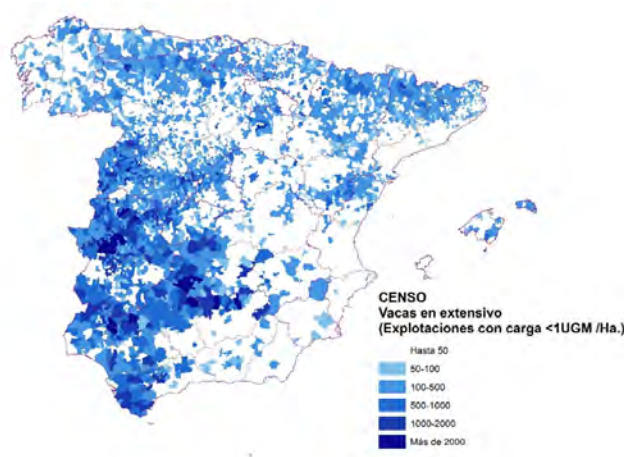 CENSO
Vacas en extensivo
(Explotaciones con carga <1UGM /Ha.)
Hasta 50
50-100
100-500
500-1000
1000-2000
Más de 2000